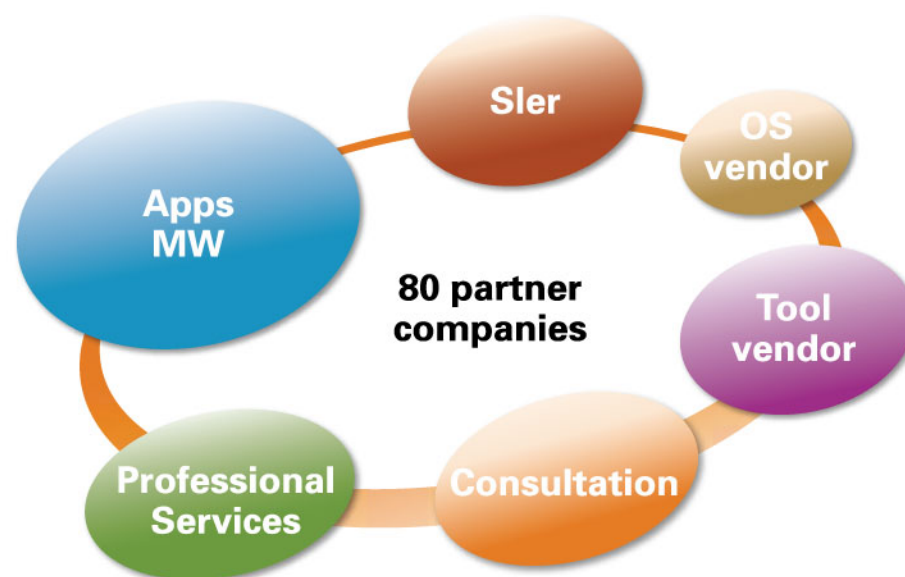 SIer
OS
vendor
Apps
MW
80 partner
companies
Tool
vendor
Professional
Services
Consultation